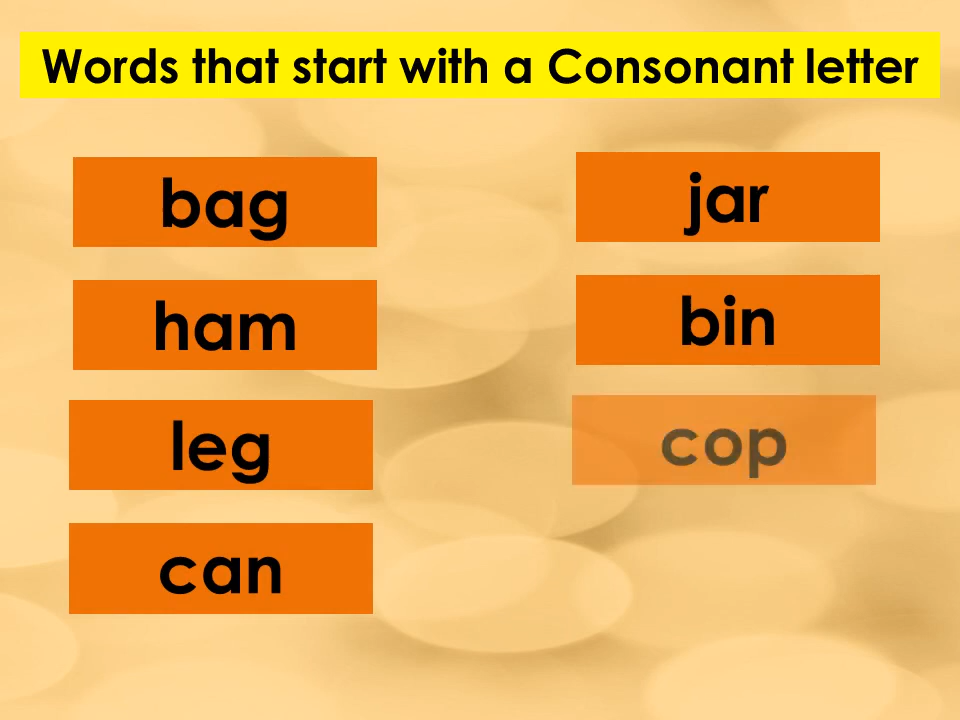 Words that start with a Consonant letter
bag
ham
leg
can
jar
bin
cop